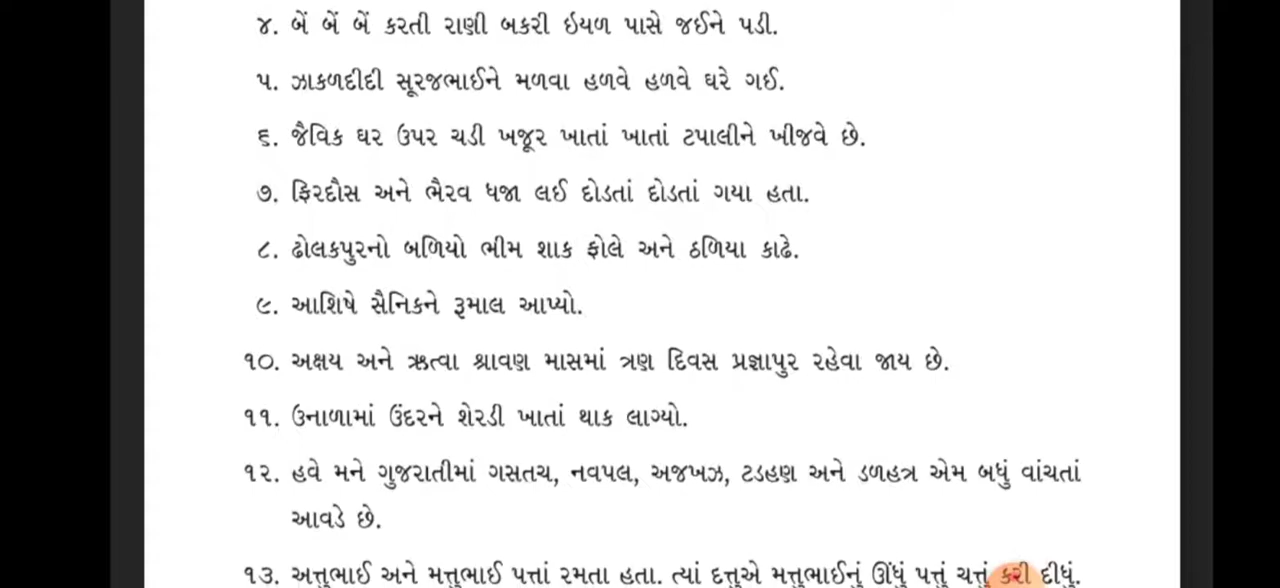 ૪. બેં બેં બેં કરતી રાણી બકરી ઇયળ પાસે જઈને પડી.
૫. ઝાકળદીદી સૂરજભાઈને મળવા હળવે હળવે ઘરે ગઈ.
૬. જૈવિક ઘર ઉપર ચડી ખજૂર ખાતાં ખાતાં ટપાલીને ખીજવે છે.
૭. ફિરદૌસ અને ભૈરવ ધજા લઈ દોડતાં દોડતાં ગયા હતા.
૮. ઢોલકપુરનો બળિયો ભીમ શાક ફોલે અને ઠળિયા કાઢે.
૯. આશિષે સૈનિકને રૂમાલ આપ્યો.
૧૦. અક્ષય અને ઋત્વા શ્રાવણ માસમાં ત્રણ દિવસ પ્રજ્ઞાપુર રહેવા જાય છે.
૧૧. ઉનાળામાં ઉંદરને શેરડી ખાતાં થાક લાગ્યો.
૧૨. હવે મને ગુજરાતીમાં ગસતચ, નવપલ, અજખઝ, ટડહણ અને ડળહત્ર એમ બધું વાંચતાં
આવડે છે.
૧૩. અત્તુભાઈ અને મત્તુભાઈ પત્તાં રમતા હતા. ત્યાં દત્તુએ મત્તુભાઈનું ઊંધું પત્તું ચત્તું કરી દીધું.